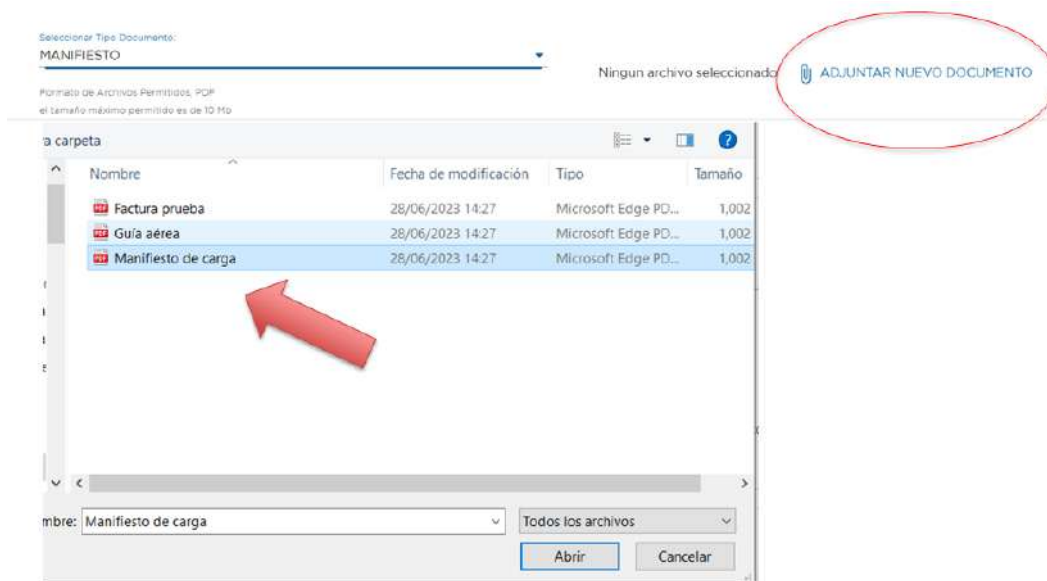 Seleccionar Tipo Documento:
MANIFIESTO
Ningun archivo seleccionado
ADJUNTAR NUEVO DOCUMENTO
Formato de Archivos Permitidos, PDF
el tamaño máximo permitido es de 10 Mb
a carpeta
Nombre Fecha de modificación Tipo Tamaño
Factura prueba 28/06/2023 14:27 Microsoft Edge PD... 1,002
Guía aérea 28/06/2023 14:27 Microsoft Edge PD... 1,002
Manifiesto de carga 28/06/2023 14:27 Microsoft Edge PD... 1,002
mbre: Manifiesto de carga Todos los archivos
Abrir Cancelar